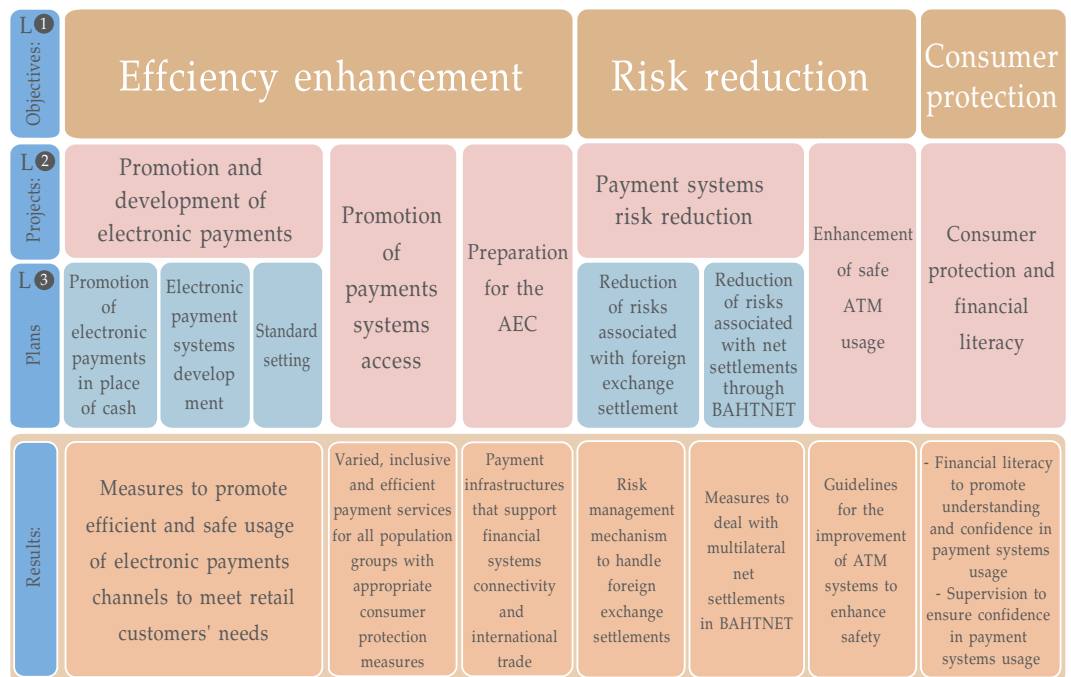 L 1
Objectives:
Effciency enhancement
Risk reduction
Consumer
protection
L 2
Projects:
Promotion and
development of
electronic payments
Promotion
of
payments
systems
access
Preparation
for the
AEC
Payment systems
risk reduction
Enhancement
of safe
ATM
usage
Consumer
protection and
financial
literacy
L 3
Plans
Promotion
of
electronic
payments
in place
of cash
Electronic
payment
systems
develop
ment
Standard
setting
Reduction
of risks
associated
with foreign
exchange
settlement
Reduction
of risks
associated
with net
settlements
through
BAHTNET
Results:
Measures to promote
efficient and safe usage
of electronic payments
channels to meet retail
customers' needs
Varied, inclusive
and efficient
payment services
for all population
groups with
appropriate
consumer
protection
measures
Payment
infrastructures
that support
financial
systems
connectivity
and
international
trade
Risk
management
mechanism
to handle
foreign
exchange
settlements
Measures to
deal with
multilateral
net
settlements
in BAHTNET
Guidelines
for the
improvement
of ATM
systems to
enhance
safety
- Financial literacy
to promote
understanding
and confidence in
payment systems
usage
- Supervision to
ensure confidence
in payment
systems usage